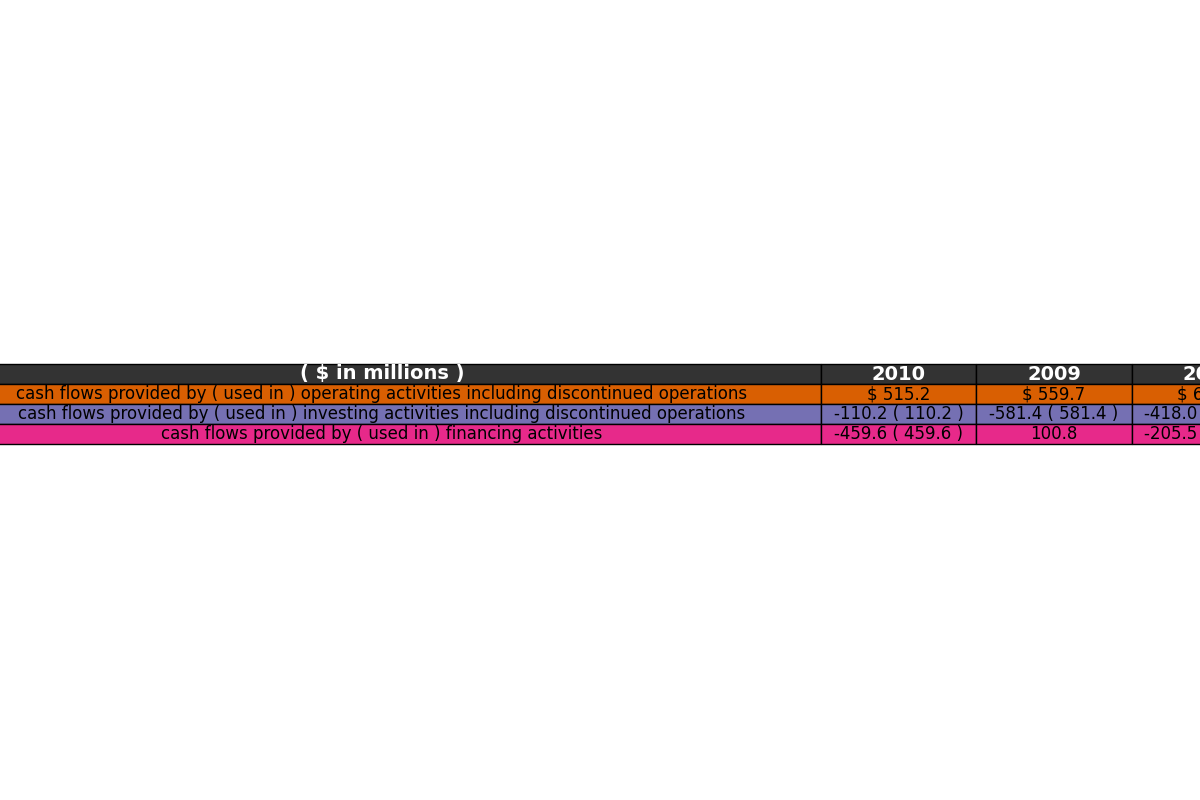 ( $ in millions ) 2010 2009
cash flows provided by ( used in ) operating activities including discontinued operations $ 515.2 $ 559.7 $
cash flows provided by ( used in ) investing activities including discontinued operations -110.2 ( 110.2 ) -581.4 ( 581.4 ) -418.0
cash flows provided by ( used in ) financing activities -459.6 ( 459.6 ) 100.8 -205.5